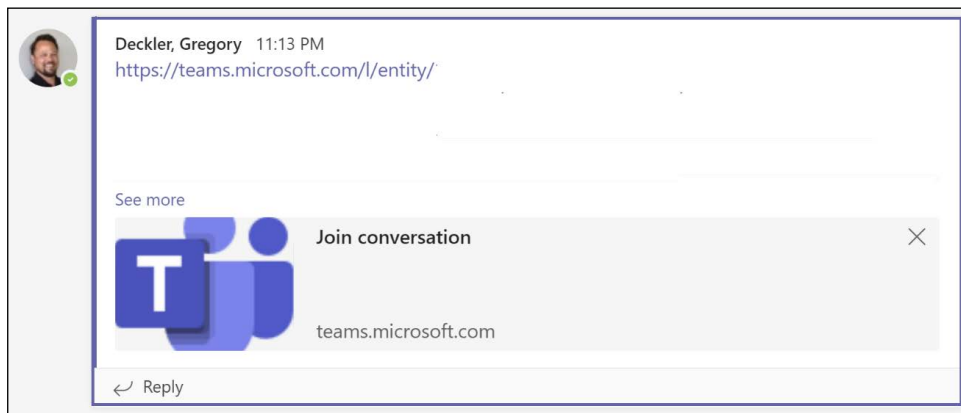 Deckler, Gregory 11:13 PM
https://teams.microsoft.com/l/entity/
See more
T
Join conversation
teams.microsoft.com
Reply